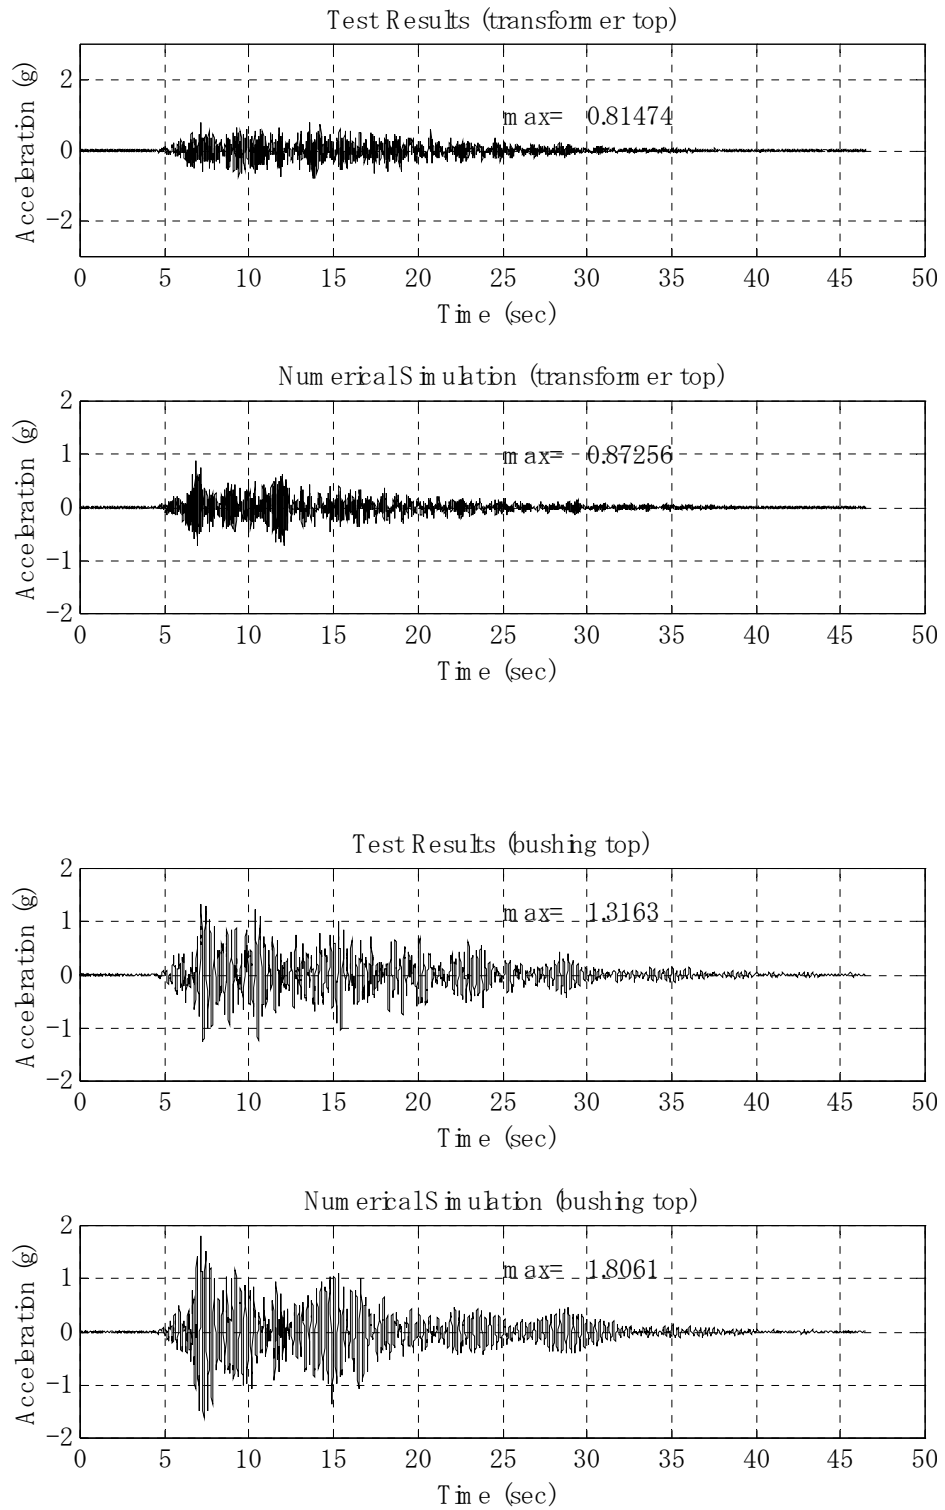 Test Results (transformer top)
Acceleration (g)
2
0
-2
max= 0.81474
0 5 10 15 20 25 30 35 40 45 50
Time (sec)
Numerical Simulation (transformer top)
Acceleration (g)
2
1
0
-1
-2
max= 0.87256
0 5 10 15 20 25 30 35 40 45 50
Time (sec)
Test Results (bushing top)
Acceleration (g)
2
1
0
-1
-2
max= 1.3163
0 5 10 15 20 25 30 35 40 45 50
Time (sec)
Numerical Simulation (bushing top)
Acceleration (g)
2
1
0
-1
-2
max= 1.8061
0 5 10 15 20 25 30 35 40 45 50
Time (sec)